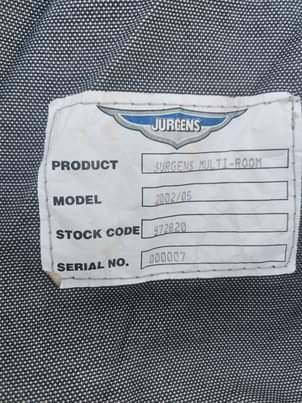 JURGENS
PRODUCT JURGENS MULTI-ROOM
MODEL 2002/05
STOCK CODE 972820
SERIAL NO. 000007